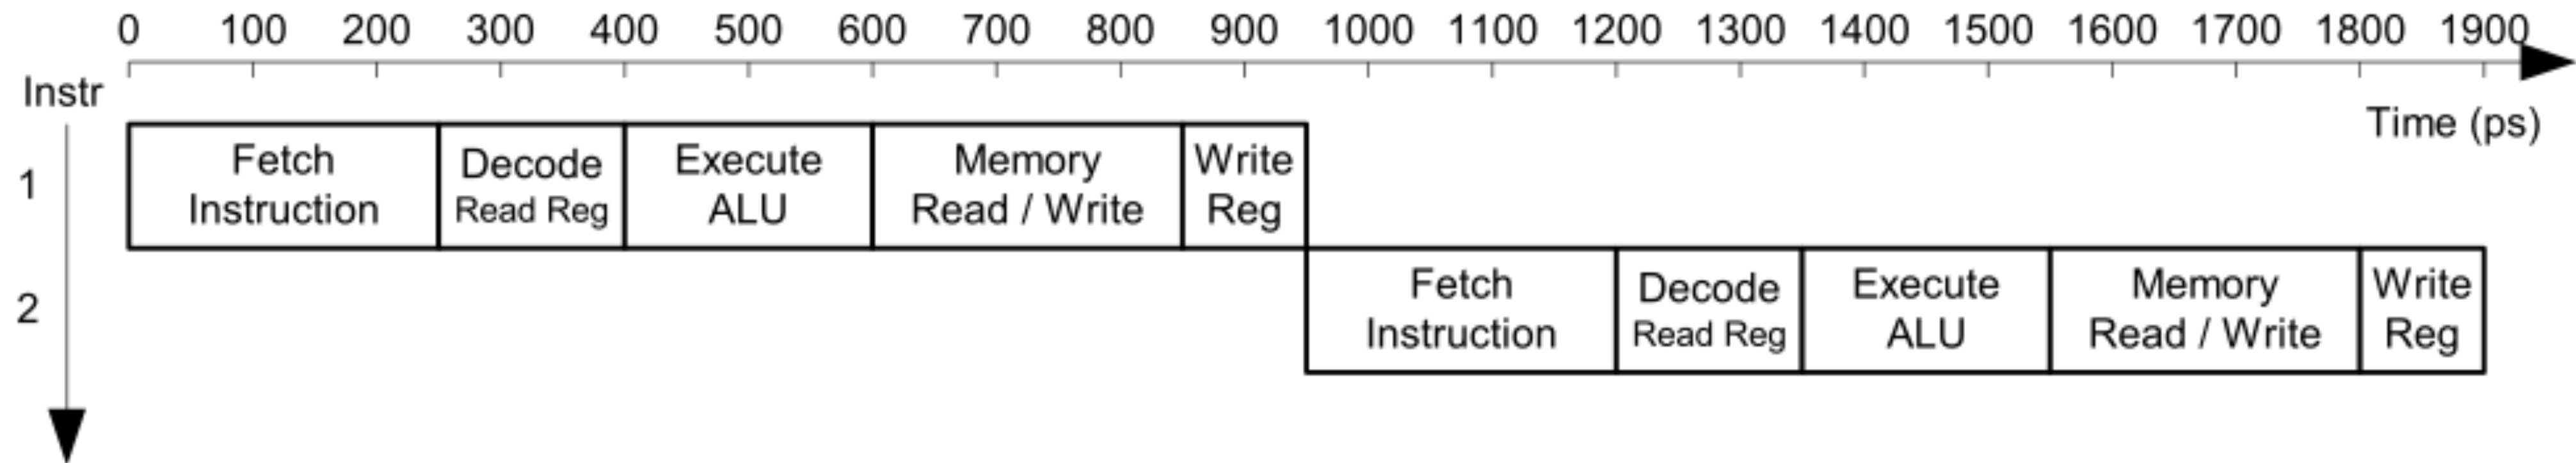 0 100 200 300 400 500 600 700 800 900 1000 1100 1200 1300 1400 1500 1600 1700 1800 1900
Instr
Time (ps)
1
Fetch
Instruction
Decode
Read Reg
Execute
ALU
Memory
Read / Write
Write
Reg
2
Fetch
Instruction
Decode
Read Reg
Execute
ALU
Memory
Read / Write
Write
Reg